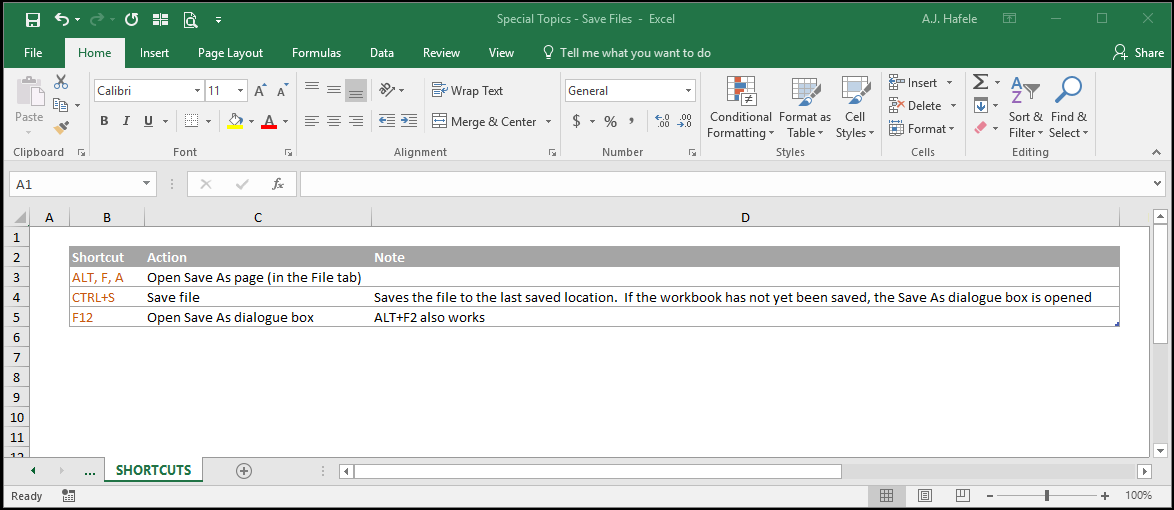 Special Topics - Save Files - Excel
A.J. Hafele
File Home Insert Page Layout Formulas Data Review View Tell me what you want to do Share
Paste
Clipboard
Calibri 11 A A
B I U A
Font
Wrap Text
Merge & Center
Alignment
General
$ % , .00 .0
Number
Conditional Formatting
Format as Table
Cell Styles
Styles
Insert
Delete
Format
Cells
Σ
Sort & Filter
Find & Select
Editing
A1 fx
A B C D
1
2 Shortcut Action Note
3 ALT, F, A Open Save As page (in the File tab)
4 CTRL+S Save file Saves the file to the last saved location. If the workbook has not yet been saved, the Save As dialogue box is opened
5 F12 Open Save As dialogue box ALT+F2 also works
6
7
8
9
10
11
12
... SHORTCUTS
Ready 100%